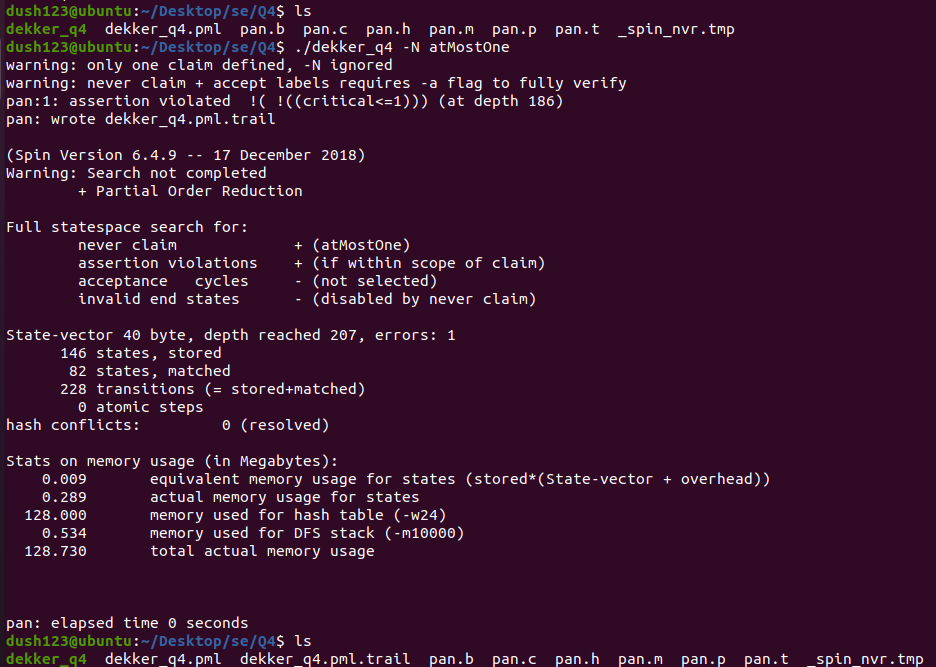 dush123@ubuntu:~/Desktop/se/Q4$ ls
dekker_q4  dekker_q4.pml  pan.b  pan.c  pan.h  pan.m  pan.p  pan.t  _spin_nvr.tmp
dush123@ubuntu:~/Desktop/se/Q4$ ./dekker_q4 -N atMostOne
warning: only one claim defined, -N ignored
warning: never claim + accept labels requires -a flag to fully verify
pan:1: assertion violated  !( !((critical<=1))) (at depth 186)
pan: wrote dekker_q4.pml.trail
(Spin Version 6.4.9 -- 17 December 2018)
Warning: Search not completed
        + Partial Order Reduction
Full statespace search for:
        never claim             + (atMostOne)
        assertion violations    + (if within scope of claim)
        acceptance   cycles     - (not selected)
        invalid end states      - (disabled by never claim)
State-vector 40 byte, depth reached 207, errors: 1
      146 states, stored
       82 states, matched
      228 transitions (= stored+matched)
        0 atomic steps
hash conflicts:         0 (resolved)
Stats on memory usage (in Megabytes):
    0.009       equivalent memory usage for states (stored*(State-vector + overhead))
    0.289       actual memory usage for states
  128.000       memory used for hash table (-w24)
    0.534       memory used for DFS stack (-m10000)
  128.730       total actual memory usage
pan: elapsed time 0 seconds
dush123@ubuntu:~/Desktop/se/Q4$ ls
dekker_q4  dekker_q4.pml  dekker_q4.pml.trail  pan.b  pan.c  pan.h  pan.m  pan.p  pan.t  _spin_nvr.tmp